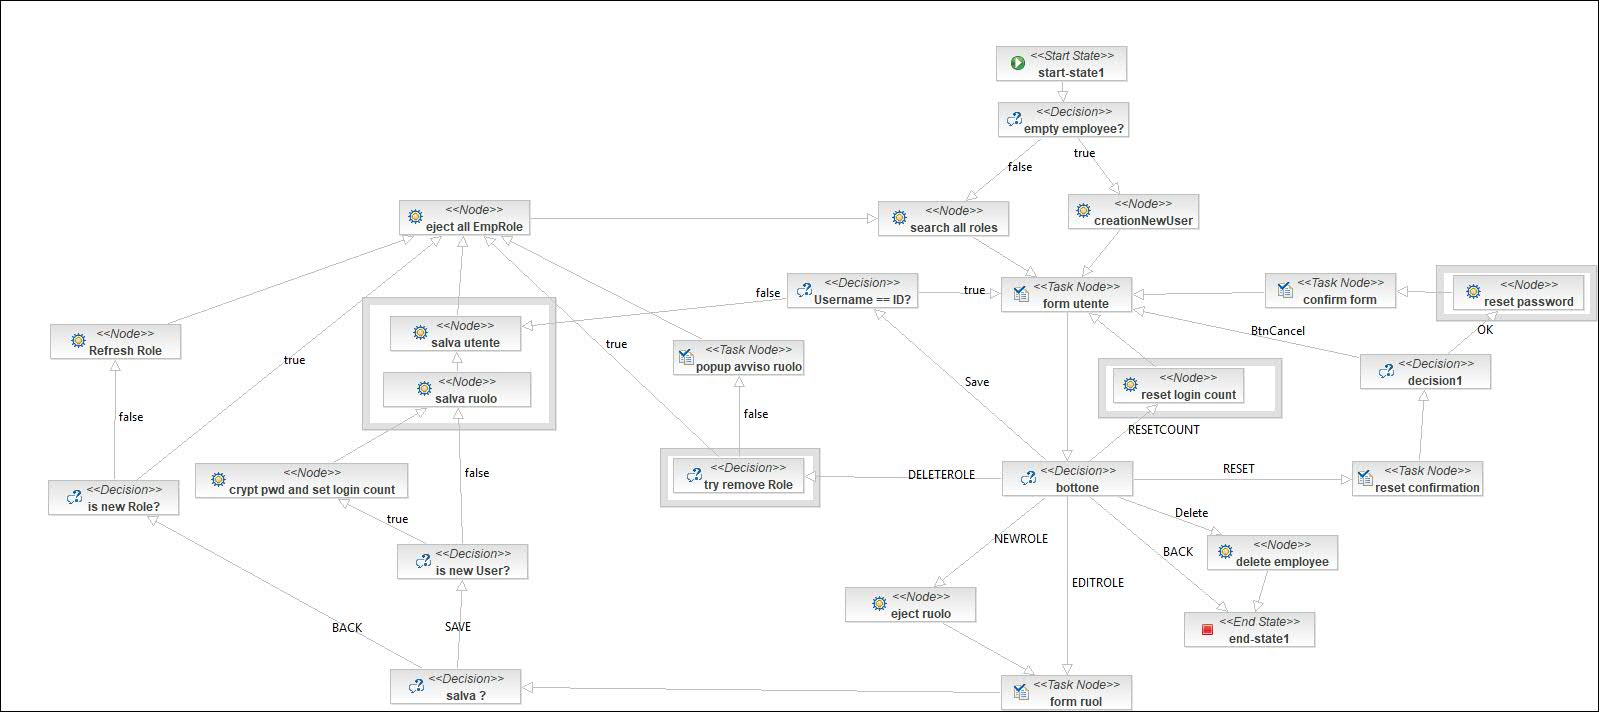 <<Start State>>
start-state1
<<Decision>>
empty employee?
false
true
<<Node>>
eject all EmpRole
<<Node>>
search all roles
<<Node>>
creationNewUser
<<Decision>>
Username == ID?
false
true
<<Task Node>>
form utente
<<Task Node>>
confirm form
<<Node>>
reset password
<<Node>>
Refresh Role
<<Node>>
salva utente
BtnCancel
OK
true
true
<<Task Node>>
popup avviso ruolo
<<Decision>>
decision1
<<Node>>
salva ruolo
Save
<<Node>>
reset login count
false
false
RESETCOUNT
<<Node>>
crypt pwd and set login count
false
<<Decision>>
try remove Role
DELETEROLE
<<Decision>>
bottone
RESET
<<Task Node>>
reset confirmation
<<Decision>>
is new Role?
true
Delete
<<Decision>>
is new User?
NEWROLE
BACK
<<Node>>
delete employee
EDITROLE
<<Node>>
eject ruolo
BACK
SAVE
<<End State>>
end-state1
<<Decision>>
salva ?
<<Task Node>>
form ruol